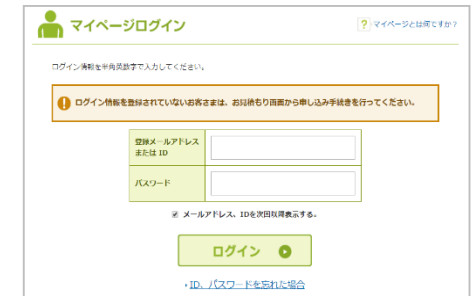 マイページログイン
? マイページとは何ですか?
ログイン情報を半角英数字で入力してください。
! ログイン情報を登録されていないお客さまは、お見積もり画面から申し込み手続きを行ってください。
登録メールアドレス
または ID
パスワード
メールアドレス、IDを次回以降表示する。
ログイン
・ID、パスワードを忘れた場合